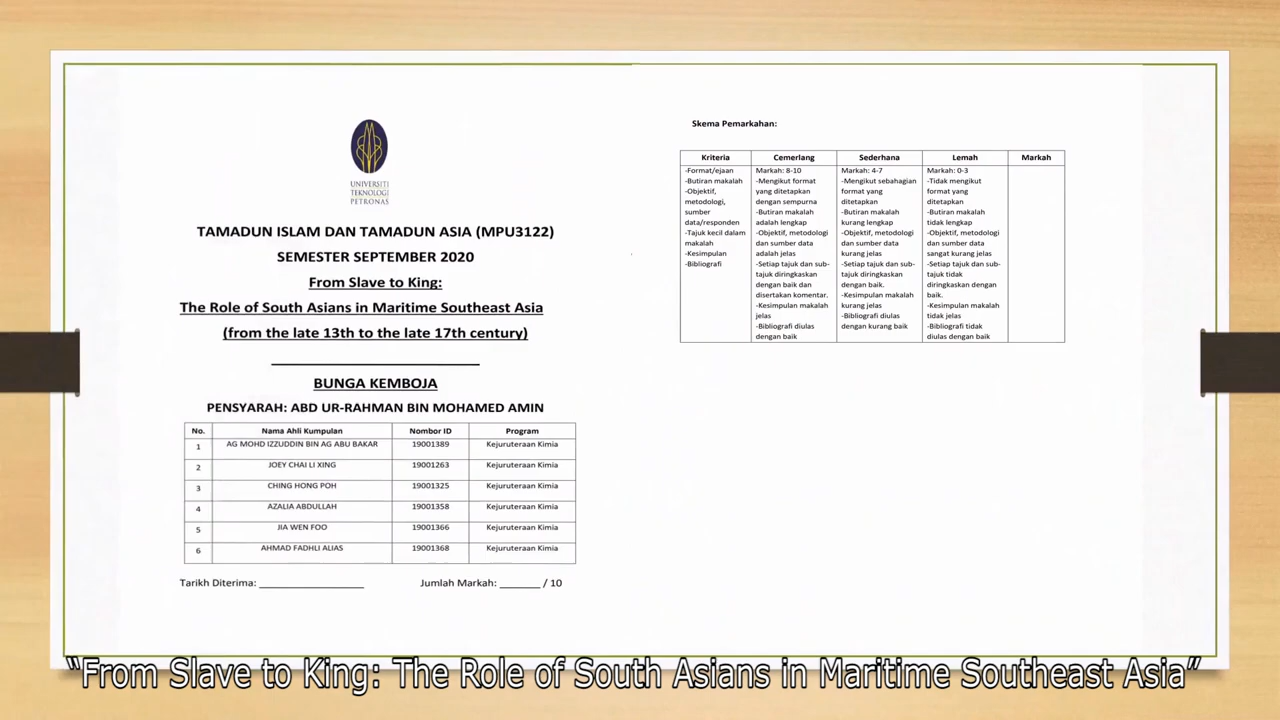 UNIVERSITI
TEKNOLOGI
PETRONAS
TAMADUN ISLAM DAN TAMADUN ASIA (MPU3122)
SEMESTER SEPTEMBER 2020
From Slave to King:
The Role of South Asians in Maritime Southeast Asia
(from the late 13th to the late 17th century)
BUNGA KEMBOJA
PENSYARAH: ABD UR-RAHMAN BIN MOHAMED AMIN
No. Nama Ahli Kumpulan Nombor ID Program
1 AG MOHD IZZUDDIN BIN AG ABU BAKAR 19001389 Kejuruteraan Kimia
2 JOEY CHAI LI XING 19001263 Kejuruteraan Kimia
3 CHING HONG POH 19001325 Kejuruteraan Kimia
4 AZALIA ABDULLAH 19001358 Kejuruteraan Kimia
5 JIA WEN FOO 19001366 Kejuruteraan Kimia
6 AHMAD FADHLI ALIAS 19001368 Kejuruteraan Kimia
Tarikh Diterima: ____________________ Jumlah Markah: _______ / 10
Skema Pemarkahan:
Kriteria Cemerlang Sederhana Lemah Markah
-Format/ejaan
-Butiran makalah
-Objektif,
metodologi,
sumber
data/responden
-Tajuk kecil dalam
makalah
-Kesimpulan
-Bibliografi
Markah: 8-10
-Mengikut format
yang ditetapkan
dengan sempurna
-Butiran makalah
adalah lengkap
-Objektif, metodologi
dan sumber data
adalah jelas
-Setiap tajuk dan sub-
tajuk diringkaskan
dengan baik dan
disertakan komentar.
-Kesimpulan makalah
jelas
-Bibliografi diulas
dengan baik
Markah: 4-7
-Mengikut sebahagian
format yang
ditetapkan
-Butiran makalah
kurang lengkap
-Objektif, metodologi
dan sumber data
kurang jelas
-Setiap tajuk dan sub-
tajuk diringkaskan
dengan baik.
-Kesimpulan makalah
kurang jelas
-Bibliografi diulas
dengan kurang baik
Markah: 0-3
-Tidak mengikut
format yang
ditetapkan
-Butiran makalah
tidak lengkap
-Objektif, metodologi
dan sumber data
sangat kurang jelas
-Setiap tajuk dan sub-
tajuk tidak
diringkaskan dengan
baik.
-Kesimpulan makalah
tidak jelas
-Bibliografi tidak
diulas dengan baik
“From Slave to King: The Role of South Asians in Maritime Southeast Asia”